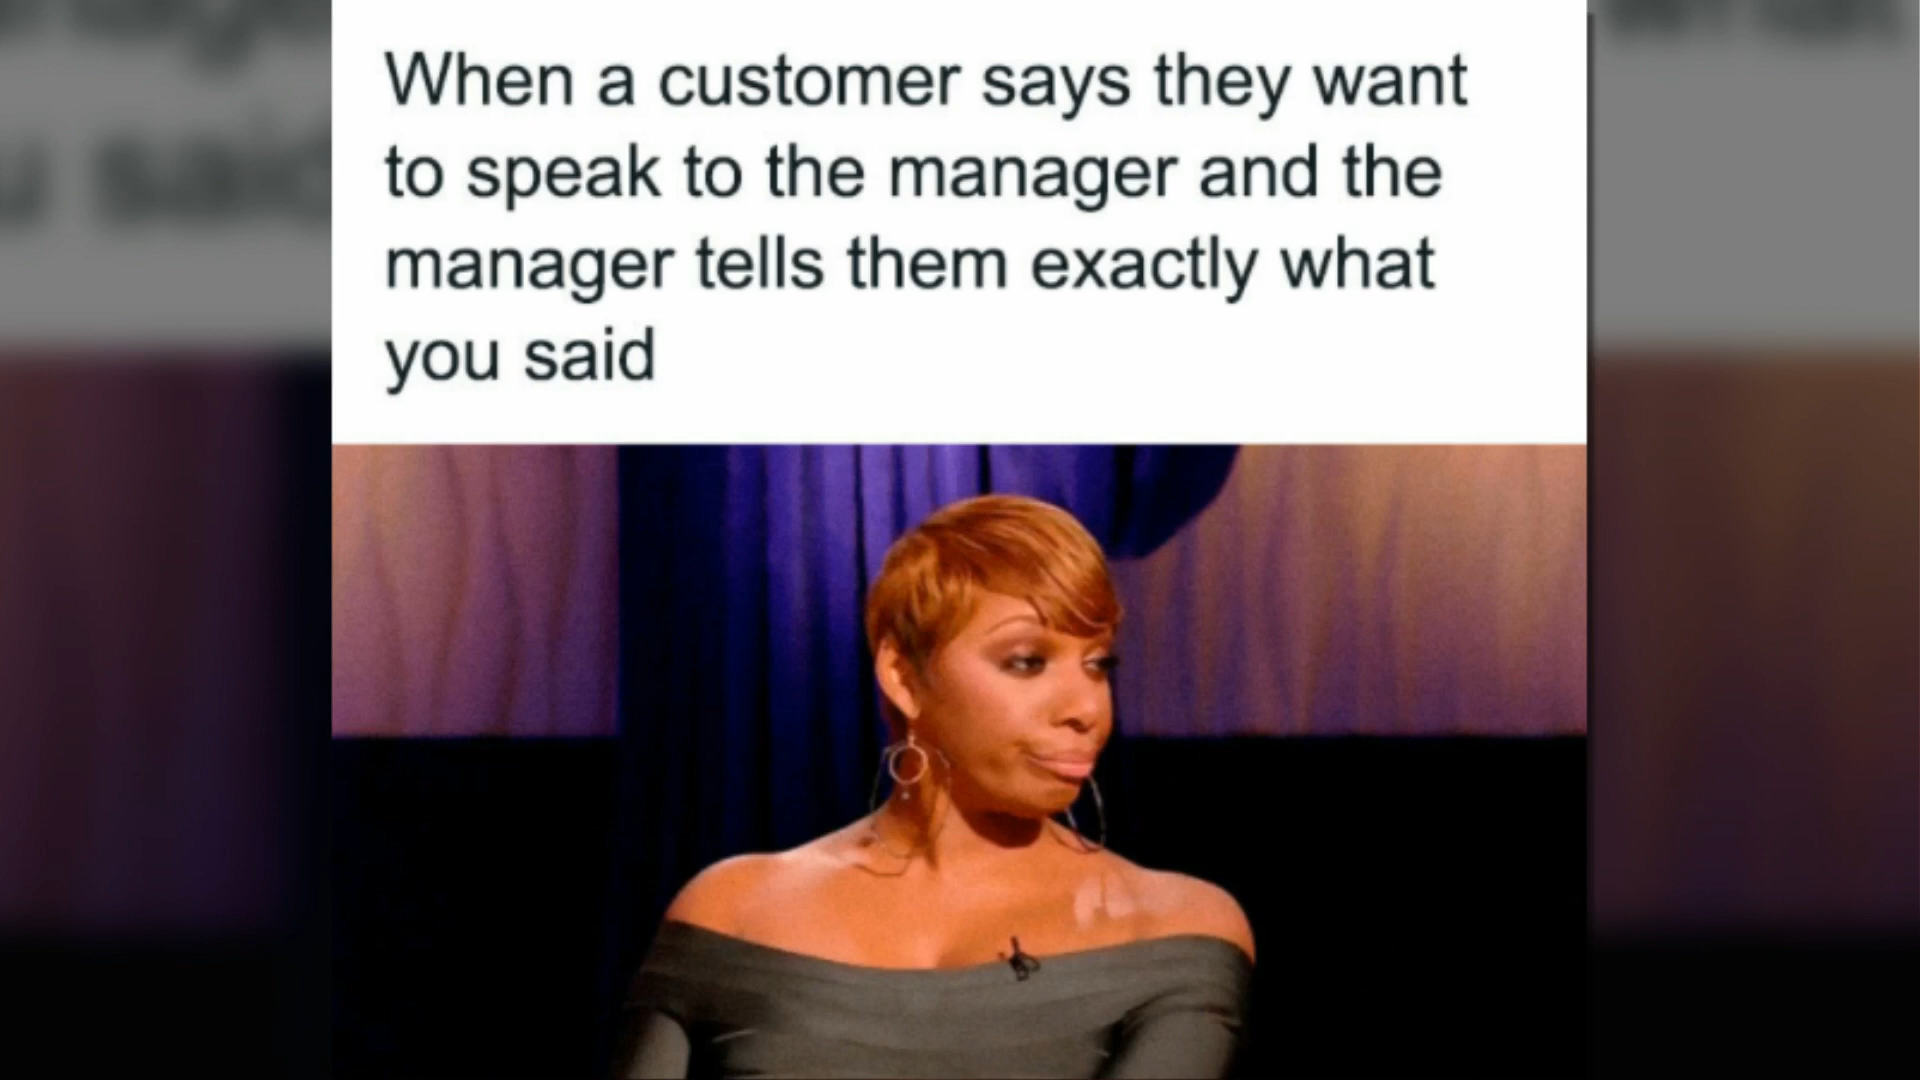 When a customer says they want
to speak to the manager and the
manager tells them exactly what
you said